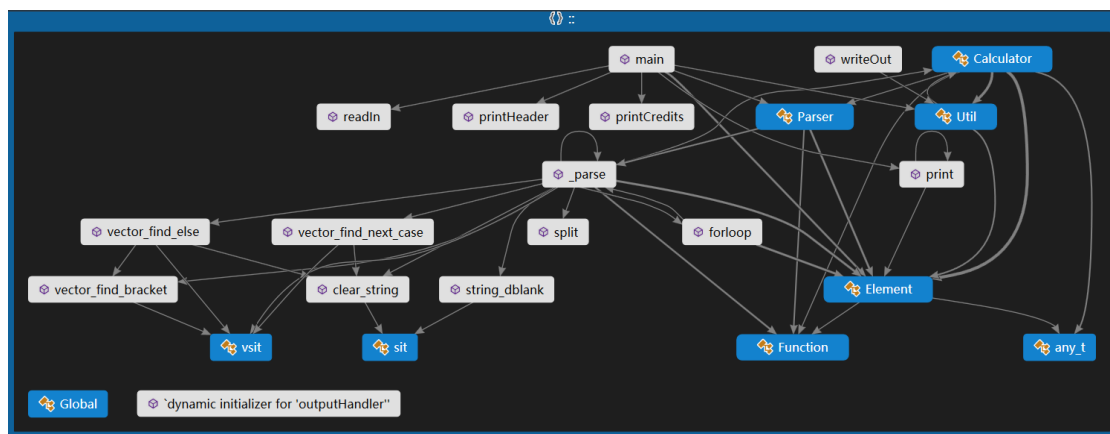 ::
main
writeOut
Calculator
readIn
printHeader
printCredits
Parser
Util
_parse
print
vector_find_else
vector_find_next_case
split
forloop
vector_find_bracket
clear_string
string_dblank
Element
vsit
sit
Function
any_t
Global
`dynamic initializer for 'outputHandler''